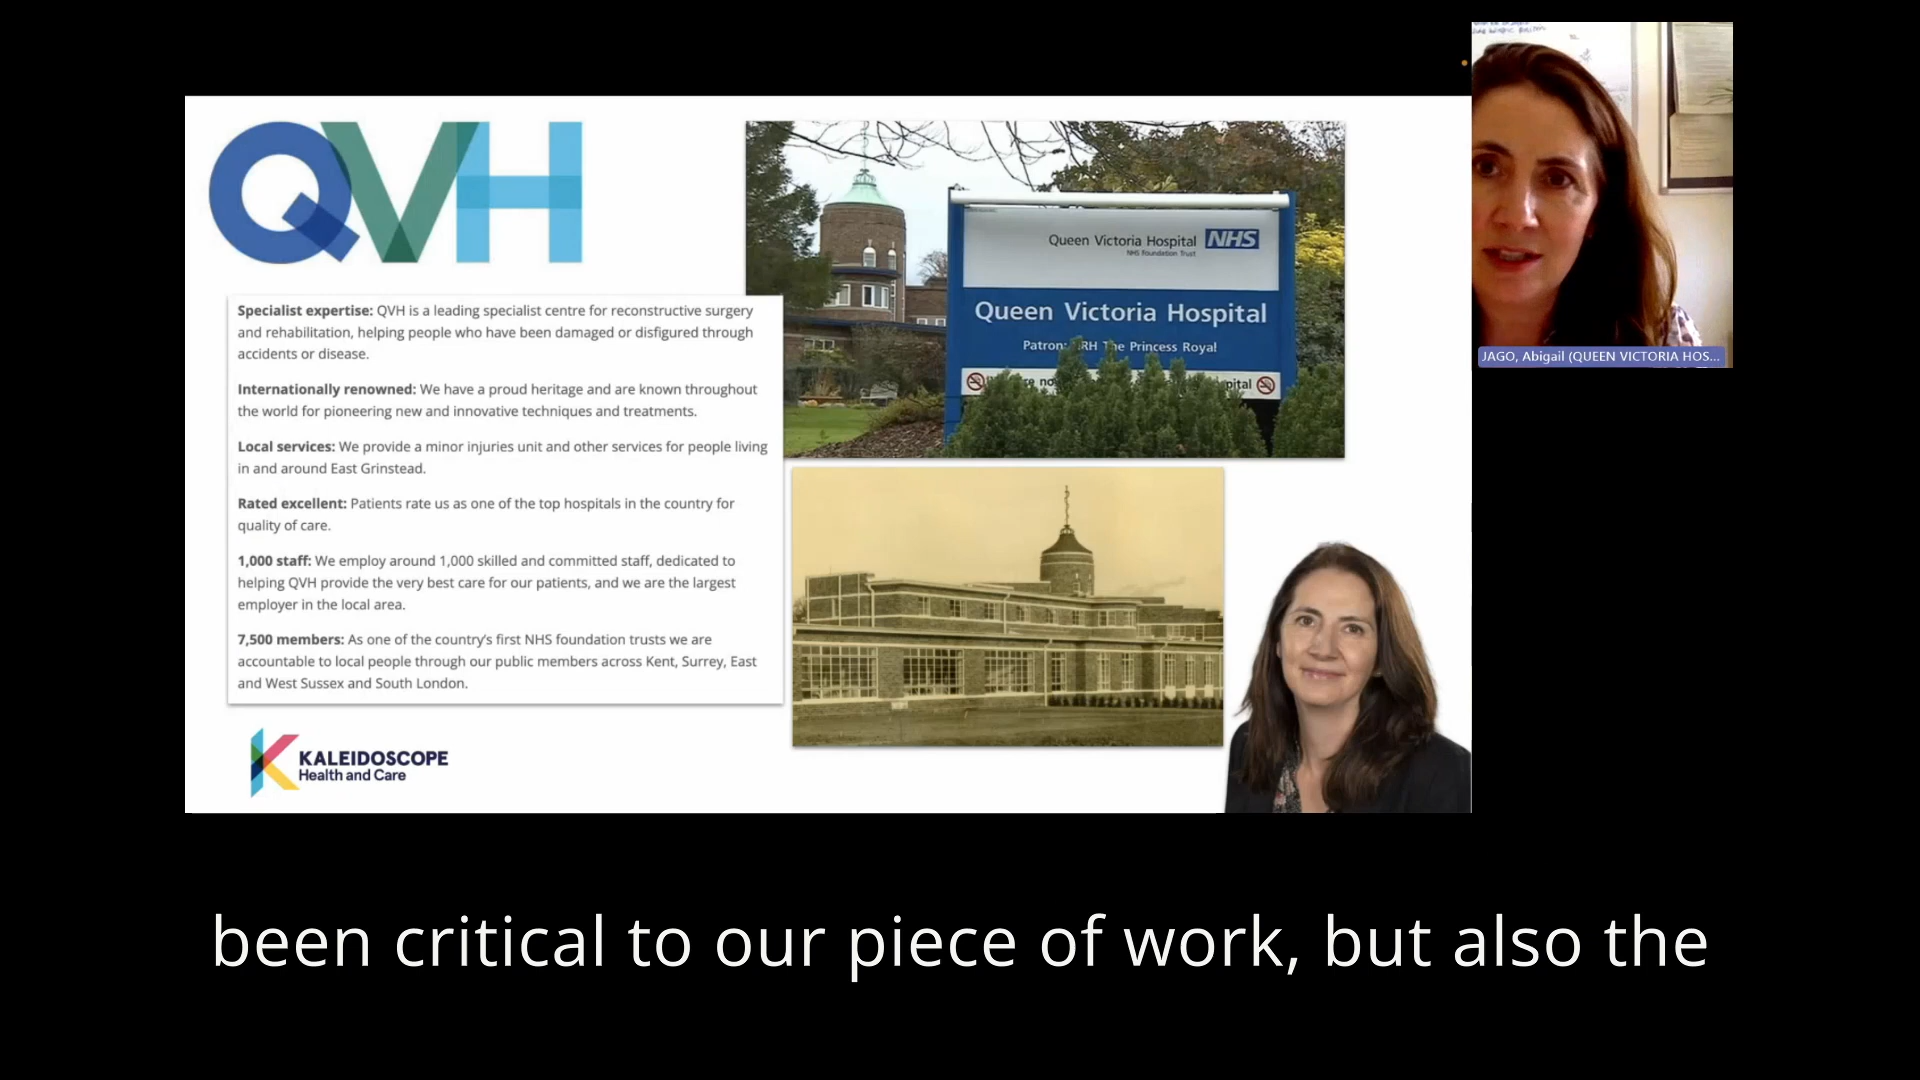 QVH
Specialist expertise: QVH is a leading specialist centre for reconstructive surgery
and rehabilitation, helping people who have been damaged or disfigured through
accidents or disease.
Internationally renowned: We have a proud heritage and are known throughout
the world for pioneering new and innovative techniques and treatments.
Local services: We provide a minor injuries unit and other services for people living
in and around East Grinstead.
Rated excellent: Patients rate us as one of the top hospitals in the country for
quality of care.
1,000 staff: We employ around 1,000 skilled and committed staff, dedicated to
helping QVH provide the very best care for our patients, and we are the largest
employer in the local area.
7,500 members: As one of the country's first NHS foundation trusts we are
accountable to local people through our public members across Kent, Surrey, East
and West Sussex and South London.
KALEIDOSCOPE
Health and Care
Queen Victoria Hospital NHS
NHS Foundation Trust
Queen Victoria Hospital
Patron: The Princess Royal
JAGO, Abigail (QUEEN VICTORIA HOS...
been critical to our piece of work, but also the